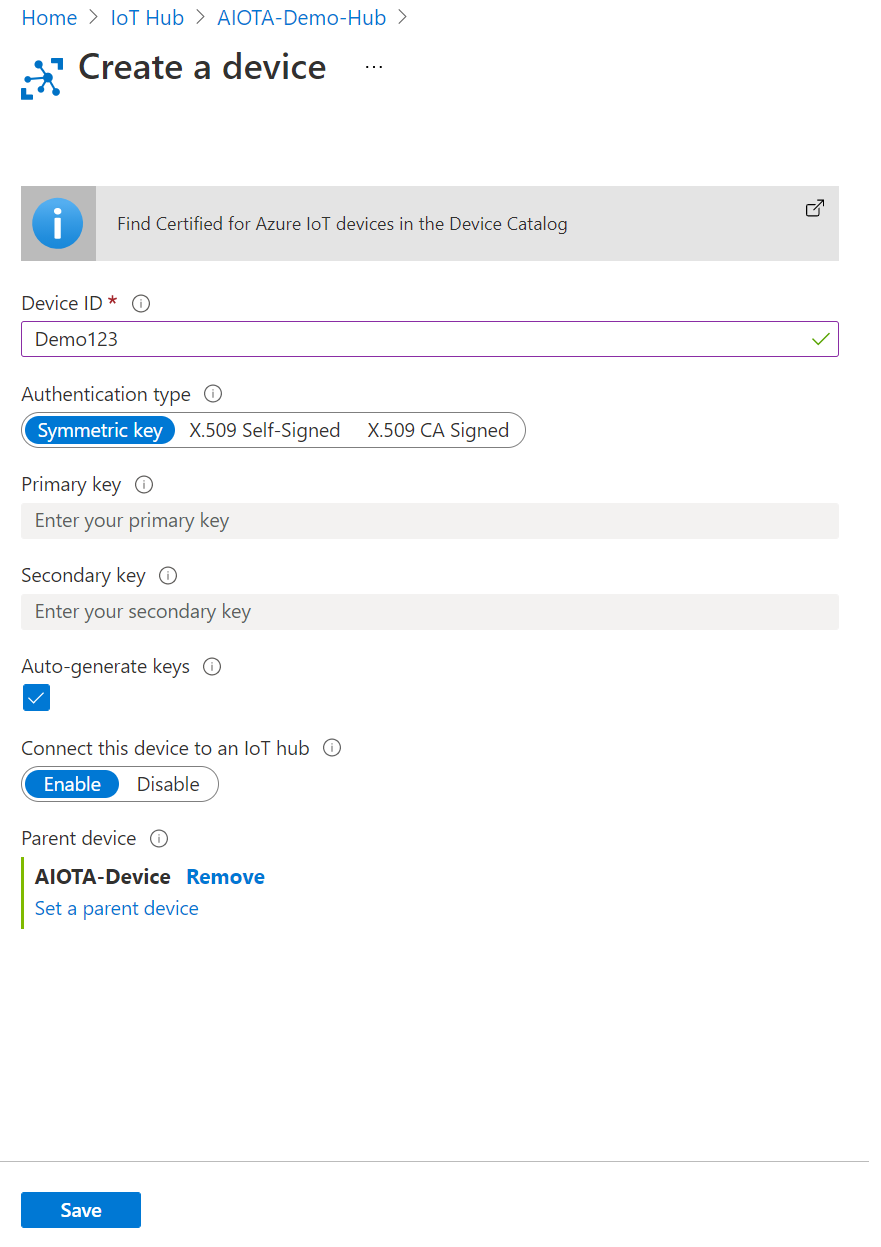 Home > IoT Hub > AIOTA-Demo-Hub >
Create a device ...
Find Certified for Azure IoT devices in the Device Catalog
Device ID *
Demo123
Authentication type
Symmetric key X.509 Self-Signed X.509 CA Signed
Primary key
Enter your primary key
Secondary key
Enter your secondary key
Auto-generate keys
Connect this device to an IoT hub
Enable Disable
Parent device
AIOTA-Device Remove
Set a parent device
Save